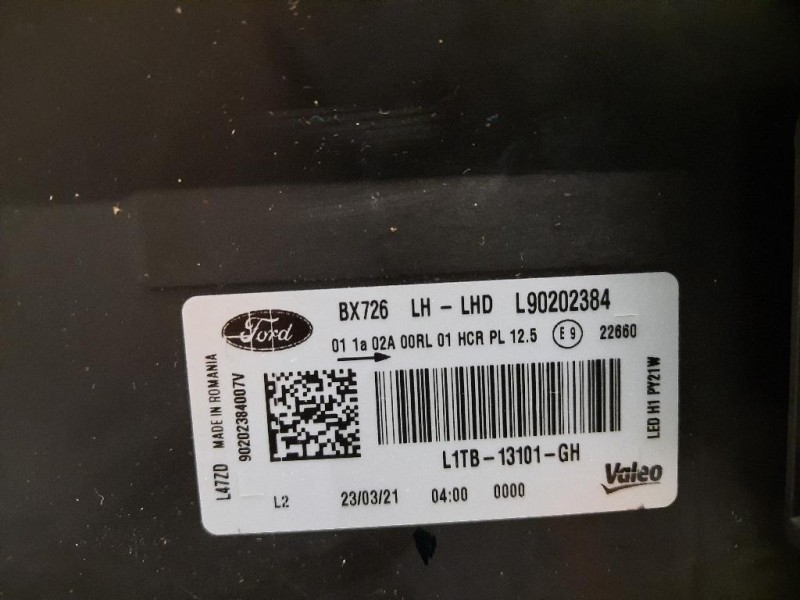 Ford
BX726 LH - LHD L90202384
01 1a 02A 00RL 01 HCR PL 12.5 E9 22660
L47ZD MADE IN ROMANIA
90202384007V
LED H1 PY21W
L1TB-13101-GH
Valeo
L2 23/03/21 04:00 0000